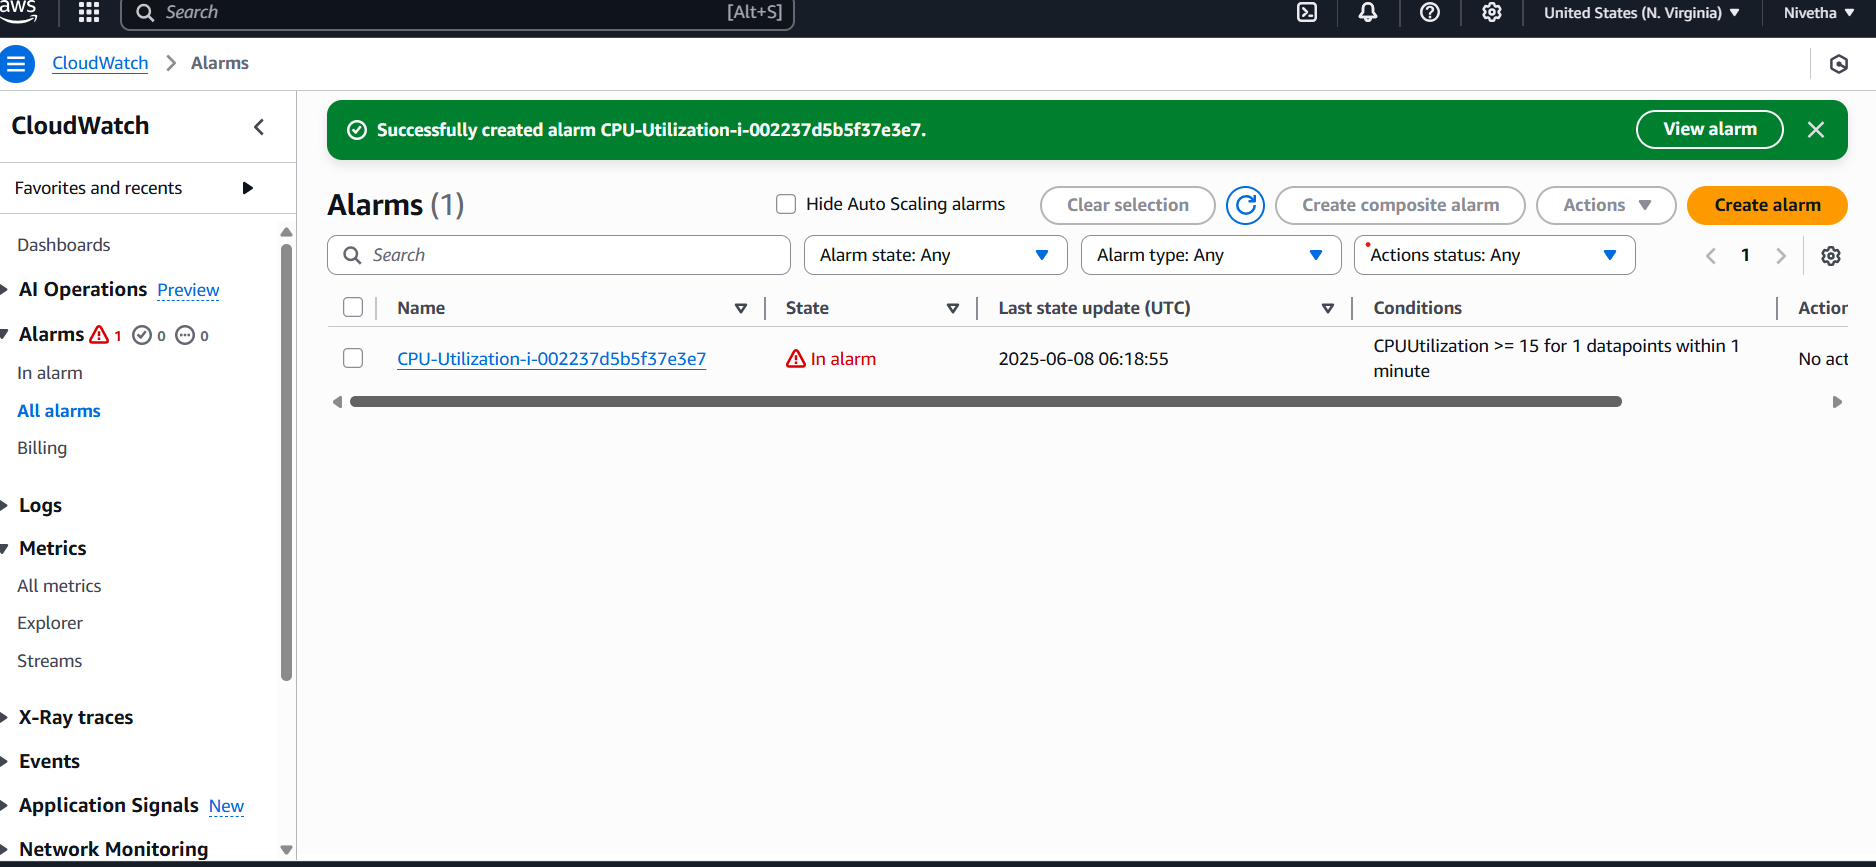 aws
Search [Alt+S]
United States (N. Virginia)
Nivetha
CloudWatch
Alarms
CloudWatch
Favorites and recents
Dashboards
AI Operations Preview
Alarms 1 0 0
In alarm
All alarms
Billing
Logs
Metrics
All metrics
Explorer
Streams
X-Ray traces
Events
Application Signals New
Network Monitoring
Successfully created alarm CPU-Utilization-i-002237d5b5f37e3e7.
View alarm
Alarms (1)
Hide Auto Scaling alarms
Clear selection
Create composite alarm
Actions
Create alarm
Search
Alarm state: Any
Alarm type: Any
Actions status: Any
1
Name State Last state update (UTC) Conditions Action
CPU-Utilization-i-002237d5b5f37e3e7 In alarm 2025-06-08 06:18:55 CPUUtilization >= 15 for 1 datapoints within 1
minute
No act